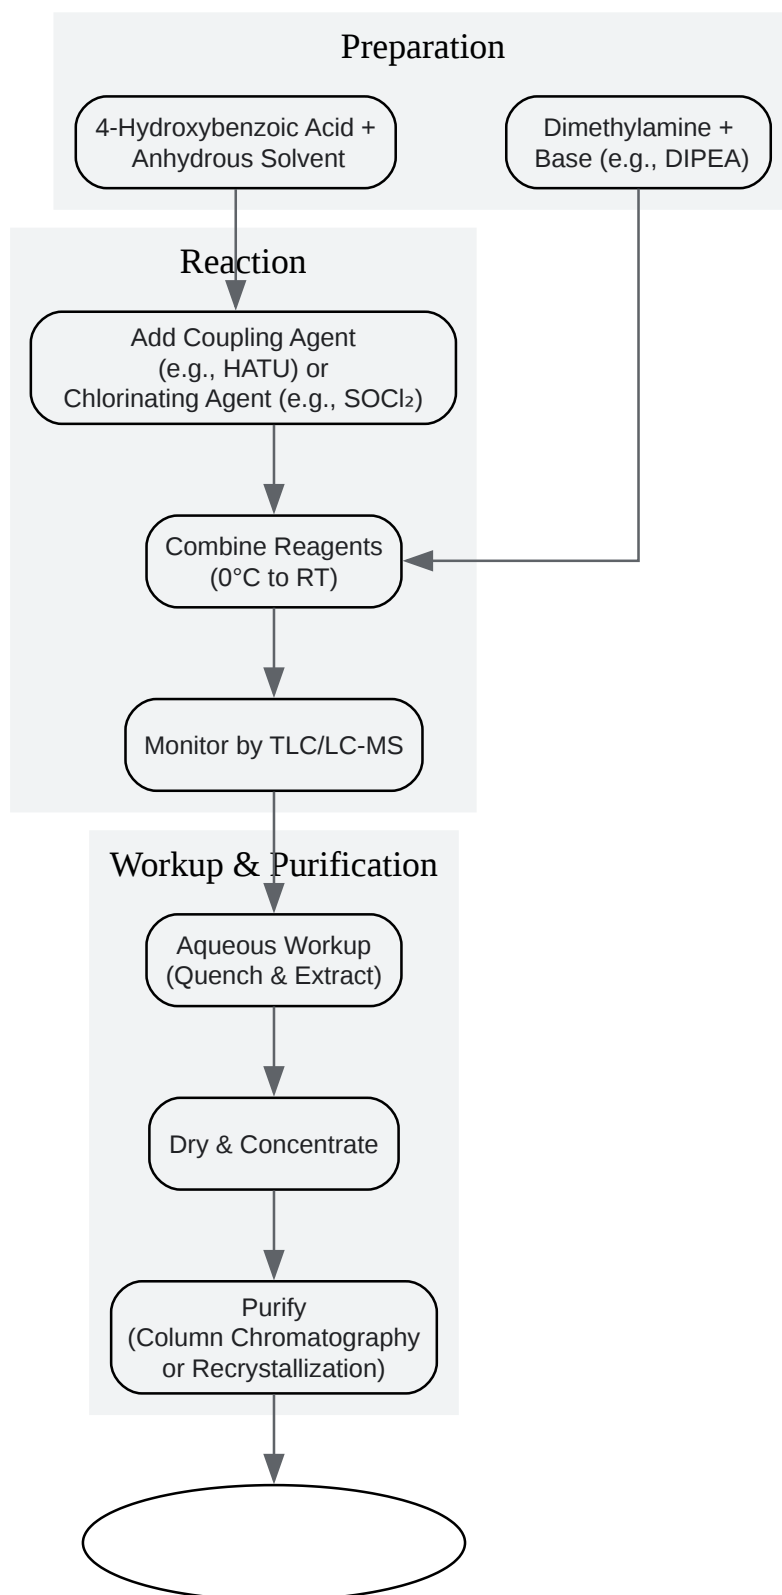 Preparation
4-Hydroxybenzoic Acid +
Anhydrous Solvent
Dimethylamine +
Base (e.g., DIPEA)
Reaction
Add Coupling Agent
(e.g., HATU) or
Chlorinating Agent (e.g., SOCl₂)
Combine Reagents
(0°C to RT)
Monitor by TLC/LC-MS
Workup & Purification
Aqueous Workup
(Quench & Extract)
Dry & Concentrate
Purify
(Column Chromatography
or Recrystallization)